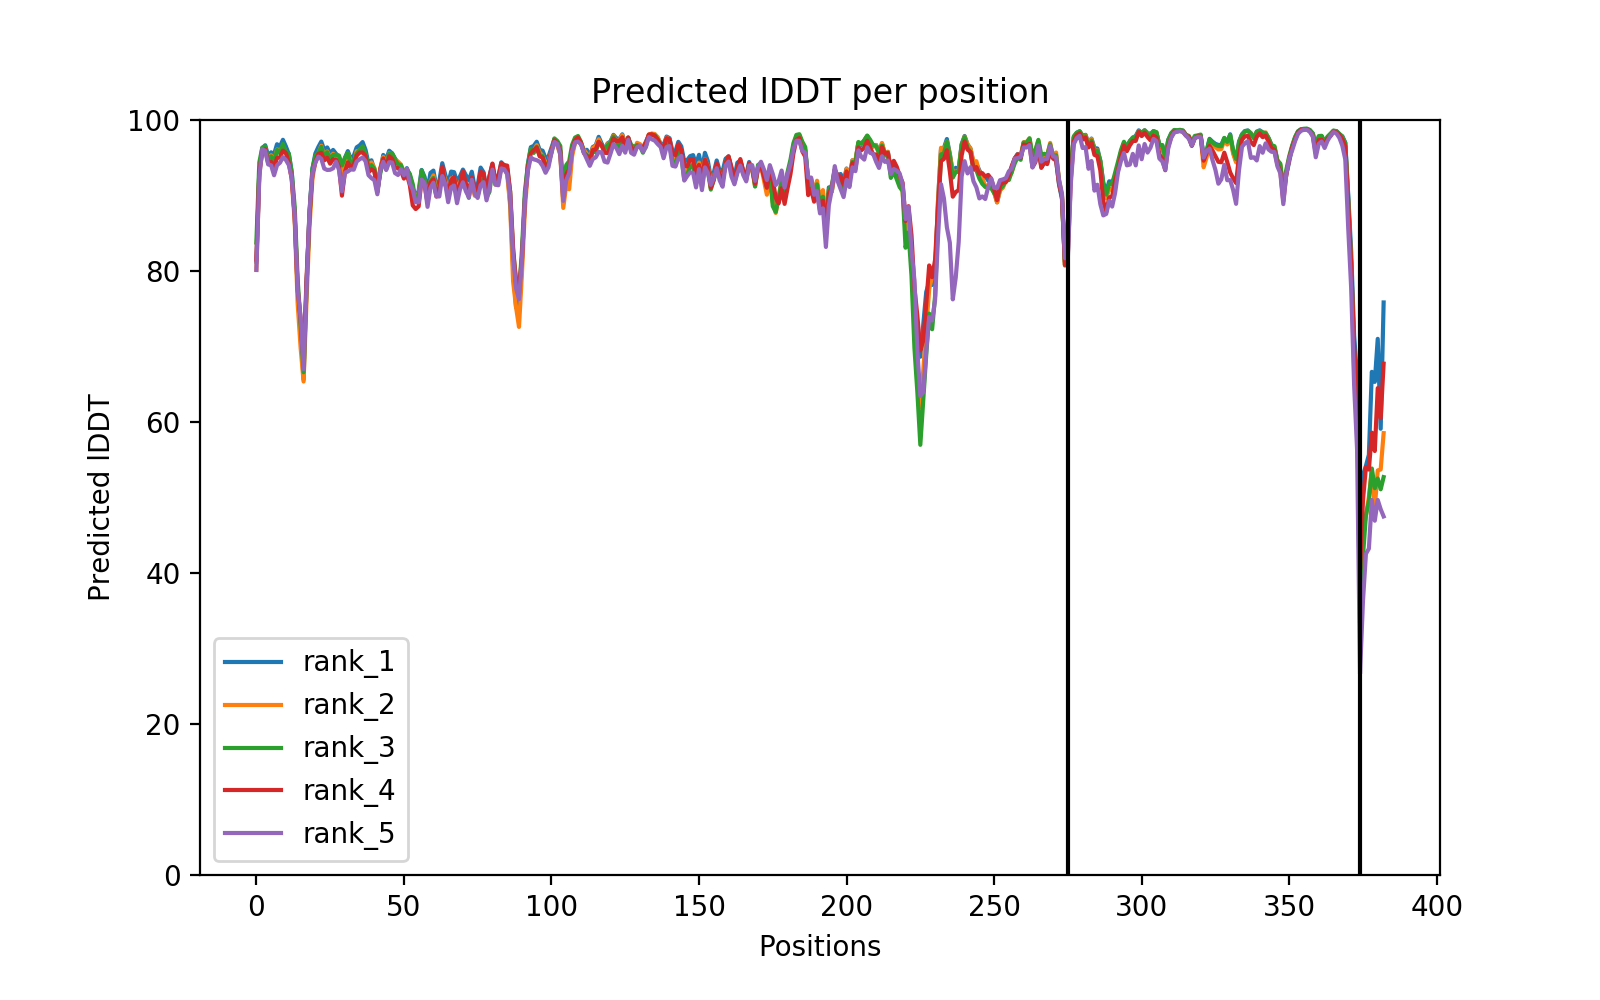 Predicted lDDT per position
100
80
60
40
20
0
Predicted lDDT
rank_1
rank_2
rank_3
rank_4
rank_5
0 50 100 150 200 250 300 350 400
Positions